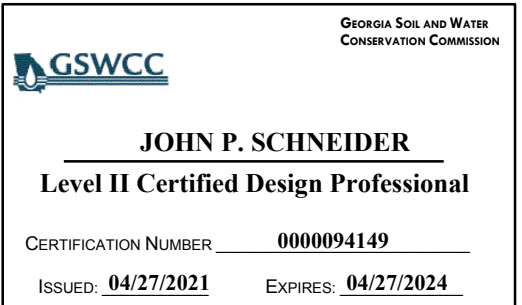 GEORGIA SOIL AND WATER
CONSERVATION COMMISSION
GSWCC
JOHN P. SCHNEIDER
Level II Certified Design Professional
CERTIFICATION NUMBER 0000094149
ISSUED: 04/27/2021 EXPIRES: 04/27/2024